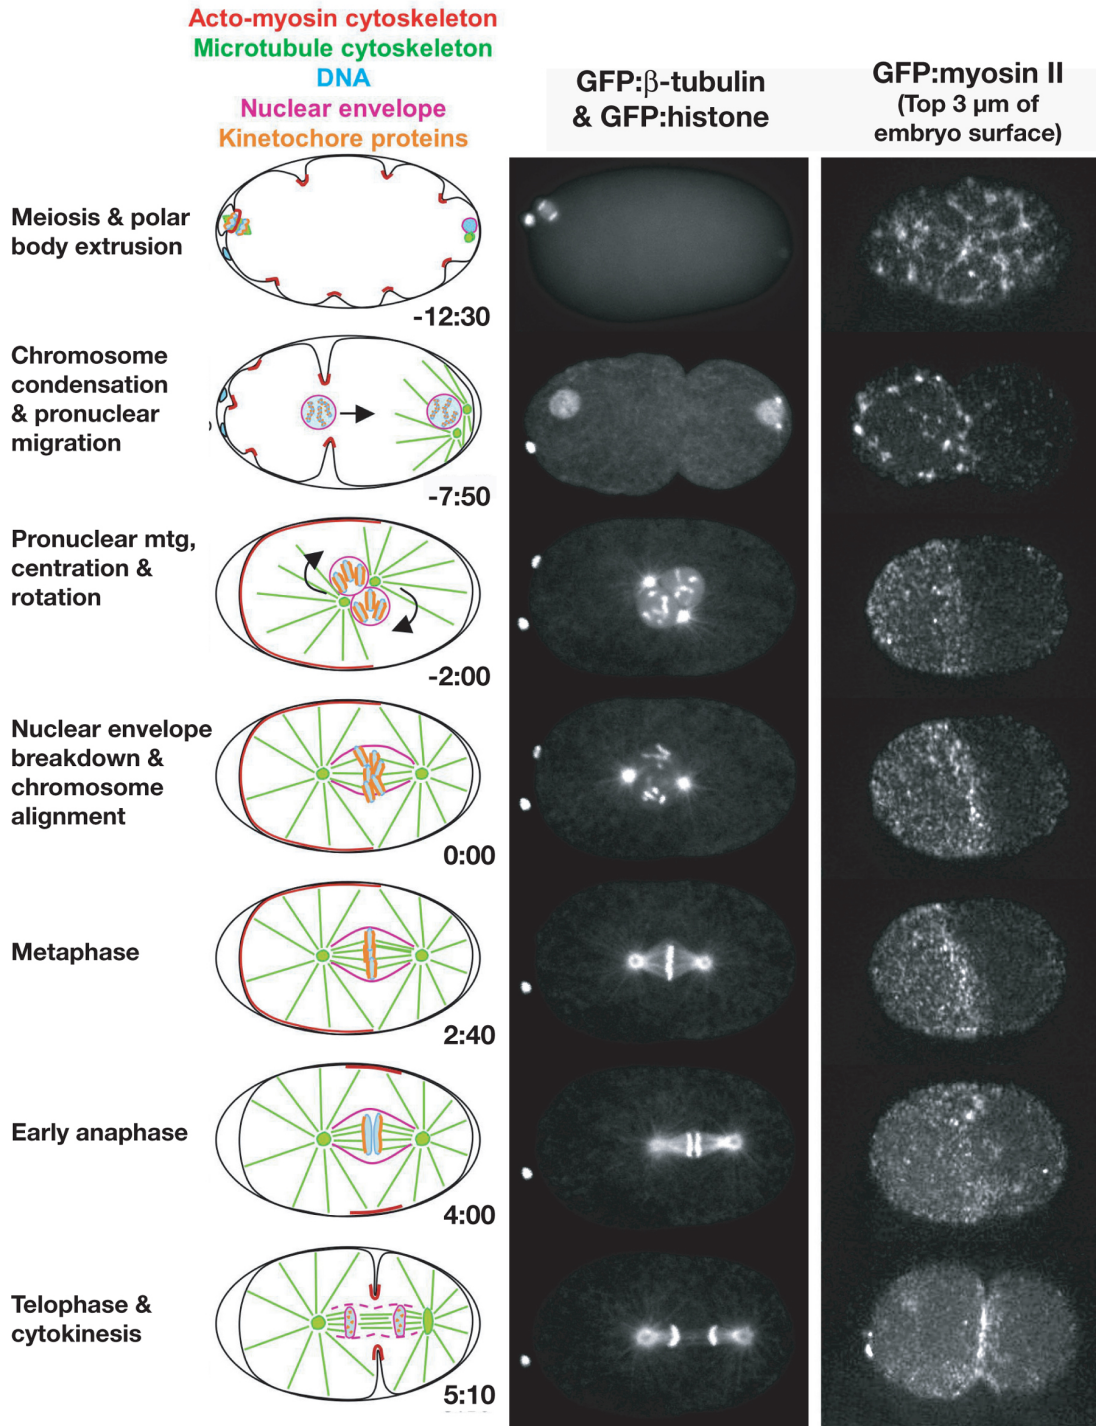 Acto-myosin cytoskeleton
Microtubule cytoskeleton
DNA
Nuclear envelope
Kinetochore proteins
GFP:β-tubulin
& GFP:histone
GFP:myosin II
(Top 3 µm of
embryo surface)
Meiosis & polar
body extrusion
-12:30
Chromosome
condensation
& pronuclear
migration
-7:50
Pronuclear mtg,
centration &
rotation
-2:00
Nuclear envelope
breakdown &
chromosome
alignment
0:00
Metaphase
2:40
Early anaphase
4:00
Telophase &
cytokinesis
5:10